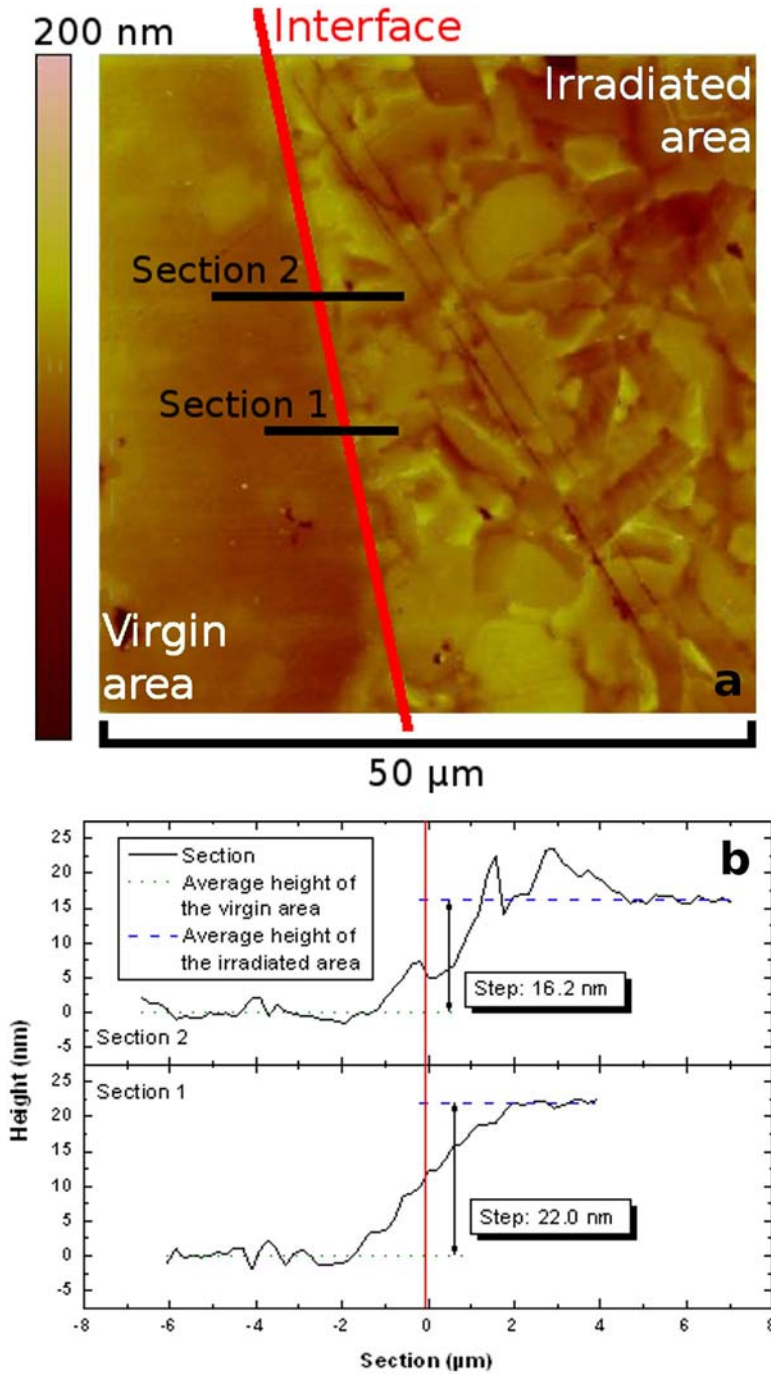 200 nm
Interface
Irradiated
area
Section 2
Section 1
Virgin
area
a
50 µm
b
Section
Average height of
the virgin area
Average height of
the irradiated area
Step: 16.2 nm
Section 2
25
20
15
10
5
0
-5
Section 1
Step: 22.0 nm
25
20
15
10
5
0
-5
Height (nm)
-8 -6 -4 -2 0 2 4 6 8
Section (µm)